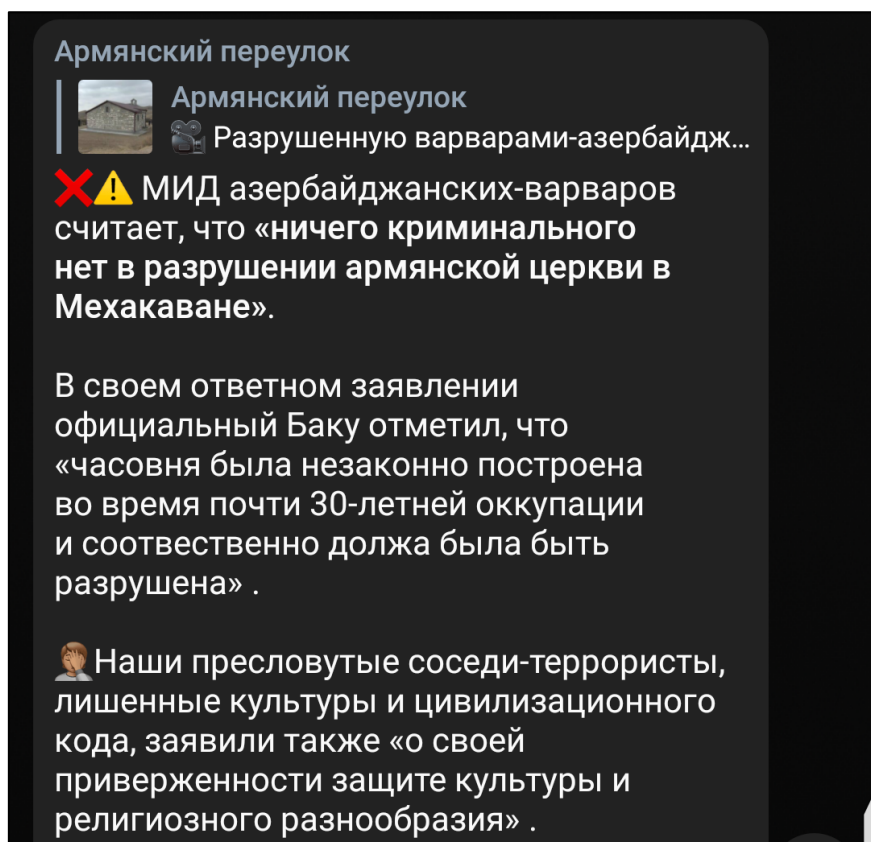 Армянский переулок
Армянский переулок
🎥 Разрушенную варварами-азербайдж...
❌⚠️ МИД азербайджанских-варваров
считает, что «ничего криминального
нет в разрушении армянской церкви в
Мехакаване».
В своем ответном заявлении
официальный Баку отметил, что
«часовня была незаконно построена
во время почти 30-летней оккупации
и соотвественно должа была быть
разрушена» .
🤦🏽Наши пресловутые соседи-террористы,
лишенные культуры и цивилизационного
кода, заявили также «о своей
приверженности защите культуры и
религиозного разнообразия» .